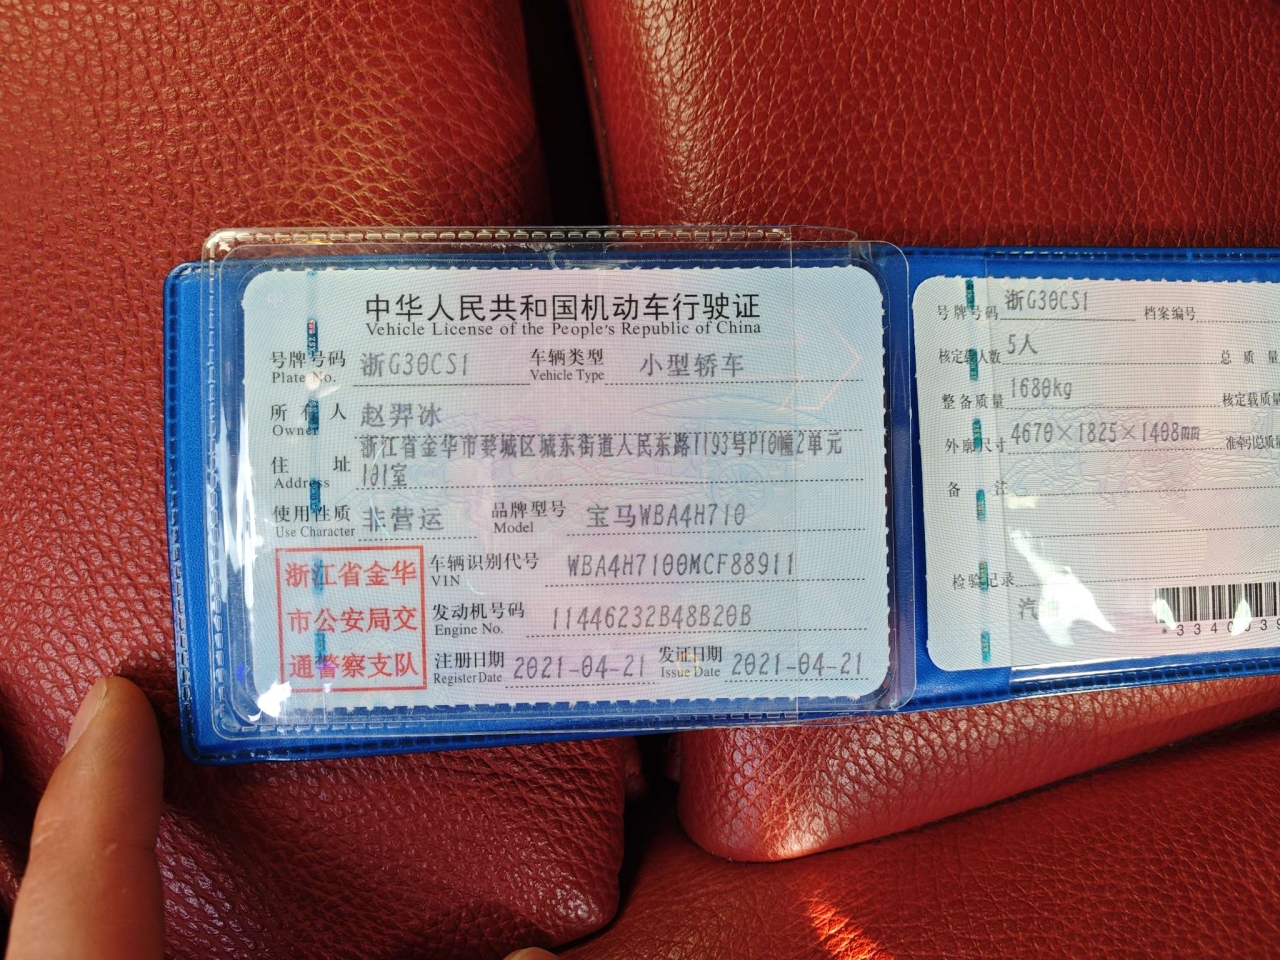 中华人民共和国机动车行驶证
Vehicle License of the People's Republic of China
号牌号码 浙G30CS1 车辆类型 小型轿车
Plate No. Vehicle Type
所有人 赵羿冰
Owner
浙江省金华市婺城区城东街道人民东路1193号P10幢2单元
住址 101室
Address
使用性质 非营运 品牌型号 宝马WBA4H710
Use Character Model
浙江省金华
市公安局交
通警察支队
车辆识别代号 WBA4H7100MCF88911
VIN
发动机号码 11446232B48B20B
Engine No.
注册日期 2021-04-21 发证日期 2021-04-21
Register Date Issue Date
号牌号码 浙G30CS1 档案编号
核定载人数 5人 总质量
整备质量 1680kg 核定载质量
外廓尺寸 4670×1825×1408mm 准牵引总质量
备注
检验记录
汽
*334003